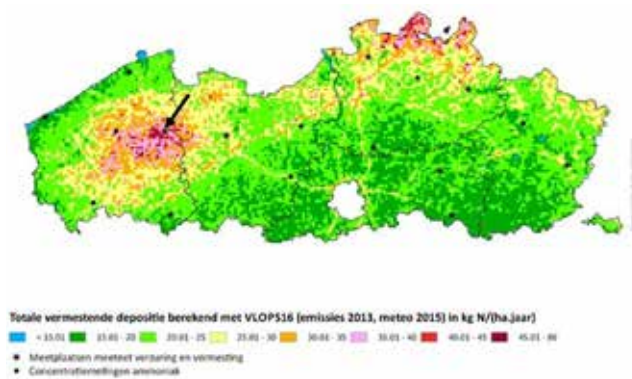 Totale vermestende depositie berekend met VLOPS16 (emissies 2013, meteo 2015) in kg N/(ha.jaar)
< 15.01 15.01 - 20 20.01 - 25 25.01 - 30 30.01 - 35 35.01 - 40 40.01 - 45 45.01 -
Meetplaatsen meetnet verzuring en vermesting
Concentratiemetingen ammoniak